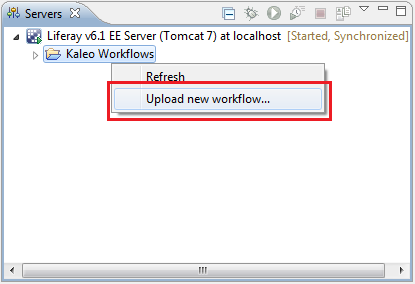 Servers
Liferay v6.1 EE Server (Tomcat 7) at localhost [Started, Synchronized]
Kaleo Workflows
Refresh
Upload new workflow...